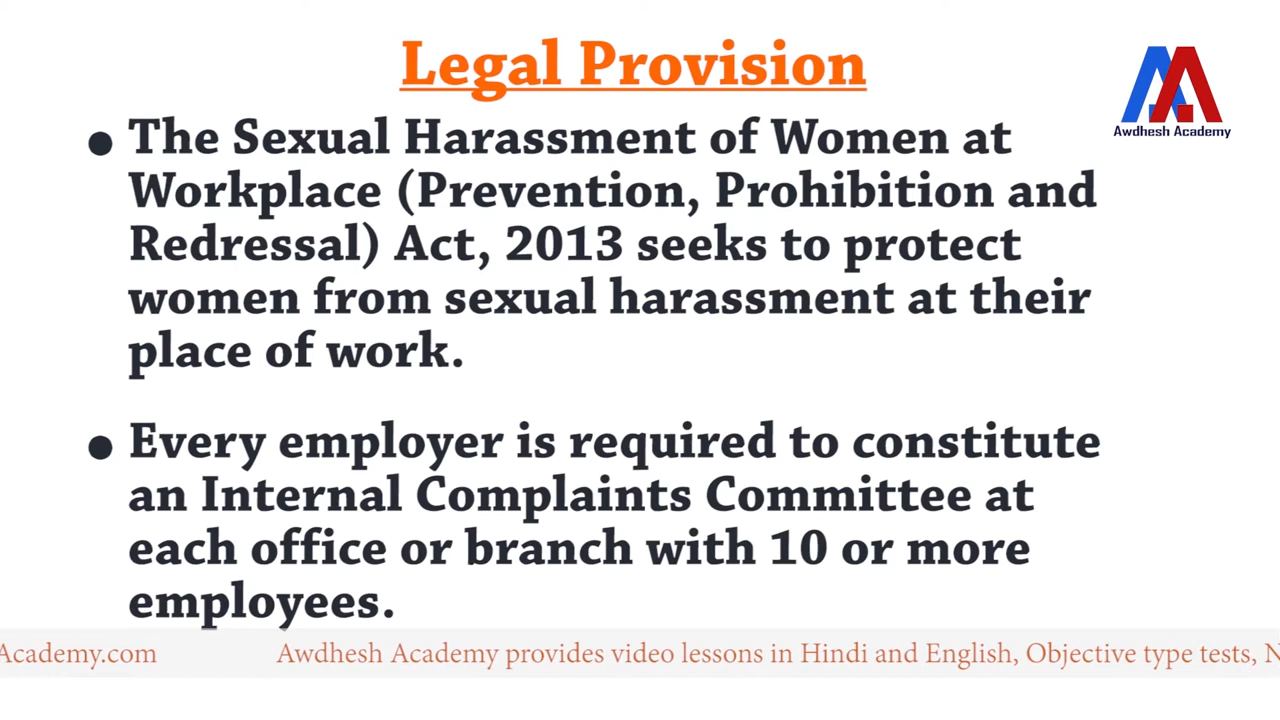 Legal Provision
Awdhesh Academy
• The Sexual Harassment of Women at
Workplace (Prevention, Prohibition and
Redressal) Act, 2013 seeks to protect
women from sexual harassment at their
place of work.
• Every employer is required to constitute
an Internal Complaints Committee at
each office or branch with 10 or more
employees.
Academy.com Awdhesh Academy provides video lessons in Hindi and English, Objective type tests, N